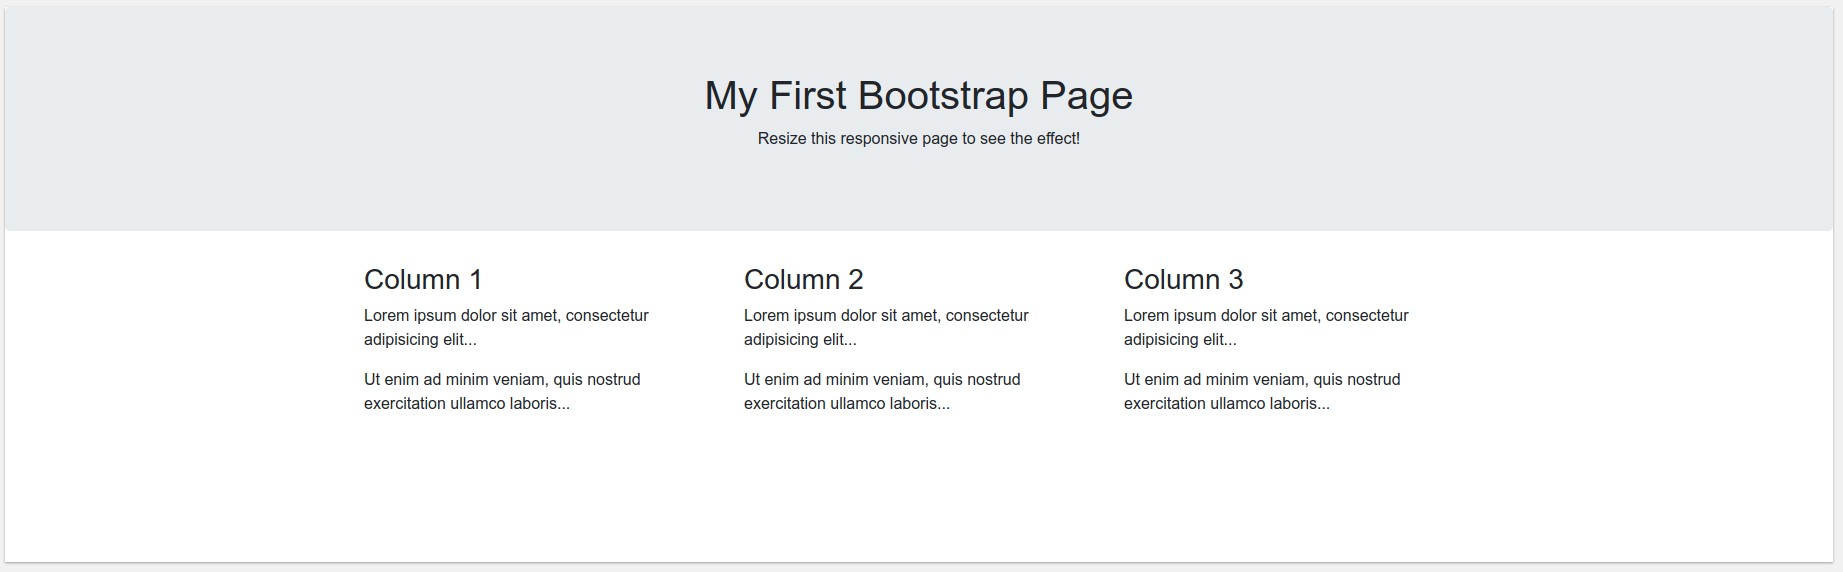 My First Bootstrap Page
Resize this responsive page to see the effect!
Column 1
Lorem ipsum dolor sit amet, consectetur
adipisicing elit...
Ut enim ad minim veniam, quis nostrud
exercitation ullamco laboris...
Column 2
Lorem ipsum dolor sit amet, consectetur
adipisicing elit...
Ut enim ad minim veniam, quis nostrud
exercitation ullamco laboris...
Column 3
Lorem ipsum dolor sit amet, consectetur
adipisicing elit...
Ut enim ad minim veniam, quis nostrud
exercitation ullamco laboris...